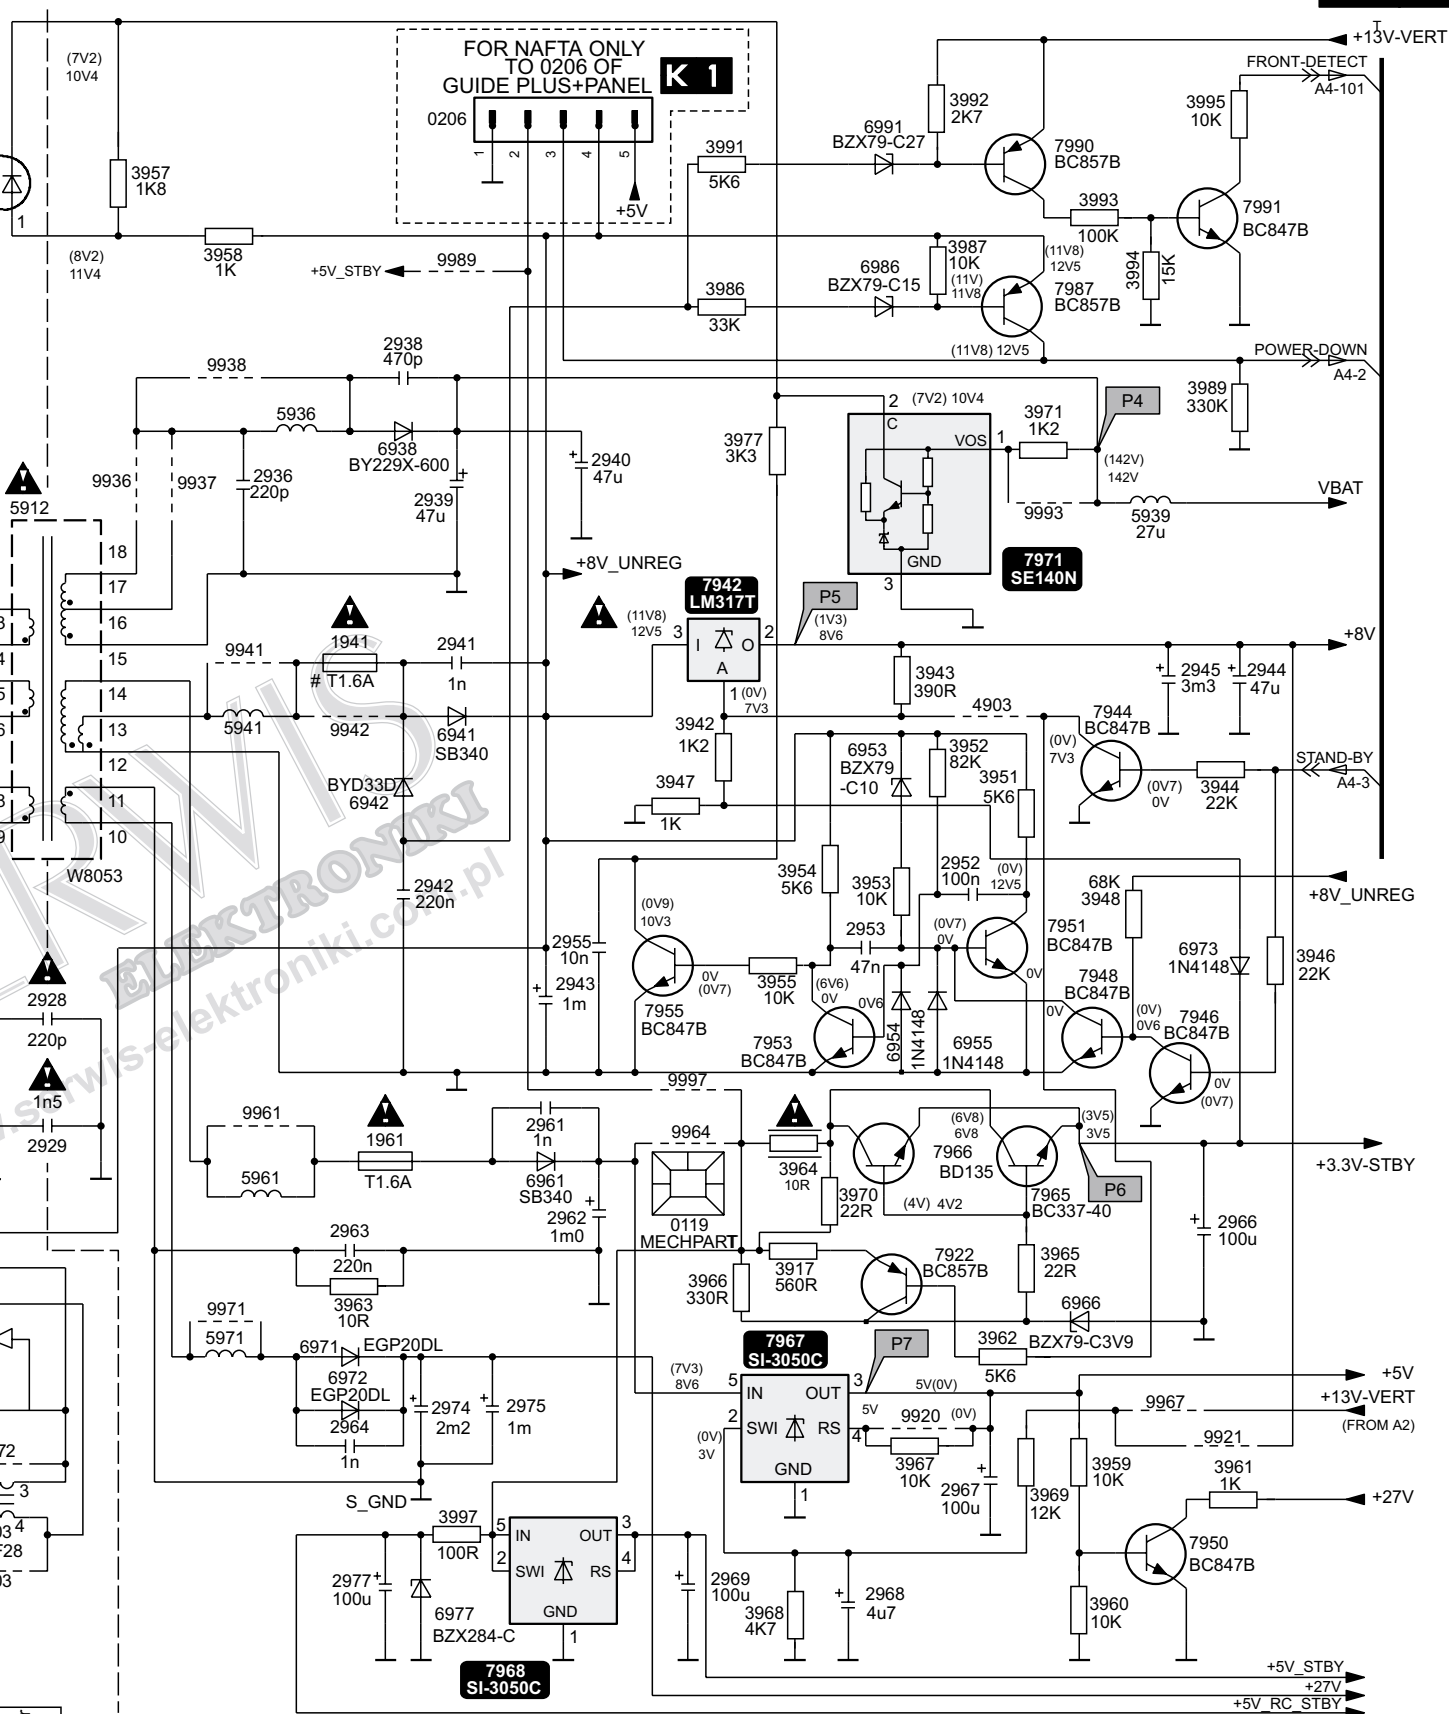 FOR NAFTA ONLY
TO 0206 OF
GUIDE PLUS+PANEL
K 1
0206
1
2
3
4
5
+5V
(7V2)
10V4
3957
1K8
1
(8V2)
11V4
3958
1K
+5V_STBY
9989
3991
5K6
6991
BZX79-C27
3992
2K7
7990
BC857B
3993
100K
3994
15K
3995
10K
7991
BC847B
+13V-VERT
FRONT-DETECT
A4-101
3986
33K
6986
BZX79-C15
3987
10K
(11V)
11V8
(11V8)
12V5
7987
BC857B
(11V8) 12V5
POWER-DOWN
A4-2
3989
330K
9938
2938
470p
5936
6938
BY229X-600
9936
9937
2936
220p
2939
47u
2940
47u
3977
3K3
2
(7V2) 10V4
C
VOS
1
GND
3
7971
SE140N
3971
1K2
P4
(142V)
142V
9993
5939
27u
VBAT
5912
18
17
16
15
14
13
12
11
10
W8053
+8V_UNREG
7942
LM317T
(11V8)
12V5
3
I
O
A
2
1
(0V)
7V3
P5
(1V3)
8V6
+8V
9941
1941
# T1.6A
2941
1n
5941
9942
6941
SB340
BYD33D
6942
2942
220n
3943
390R
3942
1K2
3947
1K
4903
2945
3m3
2944
47u
7944
BC847B
(0V)
7V3
(0V7)
0V
3944
22K
STAND-BY
A4-3
6953
BZX79
-C10
3952
82K
3951
5K6
3954
5K6
3953
10K
2952
100n
(0V)
12V5
2953
47n
(0V7)
0V
7951
BC847B
0V
68K
3948
+8V_UNREG
6973
1N4148
3946
22K
(0V9)
10V3
2955
10n
2943
1m
7955
BC847B
0V
(0V7)
3955
10K
(6V6)
0V
0V6
7953
BC847B
6954
1N4148
6955
1N4148
7948
BC847B
0V
(0V)
0V6
7946
BC847B
0V
(0V7)
2928
220p
1n5
2929
9961
5961
1961
T1.6A
2961
1n
6961
SB340
2962
1m0
9997
9964
0119
MECHPART
3964
10R
3970
22R
(6V8)
6V8
7966
BD135
(3V5)
3V5
(4V) 4V2
7965
BC337-40
P6
+3.3V-STBY
2966
100u
2963
220n
3963
10R
3966
330R
3917
560R
7922
BC857B
3965
22R
6966
BZX79-C3V9
3962
5K6
9971
5971
6971
EGP20DL
6972
EGP20DL
2964
1n
2974
2m2
2975
1m
S_GND
7967
SI-3050C
(7V3)
8V6
5
IN
OUT
3
2
SWI
RS
4
GND
1
(0V)
3V
P7
5V(0V)
5V
9920
(0V)
3967
10K
2967
100u
3969
12K
3959
10K
9967
9921
+5V
+13V-VERT
(FROM A2)
3961
1K
+27V
7950
BC847B
3960
10K
3968
4K7
2968
4u7
3997
100R
5
IN
OUT
3
2
SWI
RS
4
GND
1
7968
SI-3050C
2977
100u
6977
BZX284-C
2969
100u
+5V_STBY
+27V
+5V_RC_STBY
ELEKTRONIKI
.serwis-elektroniki.com.pl